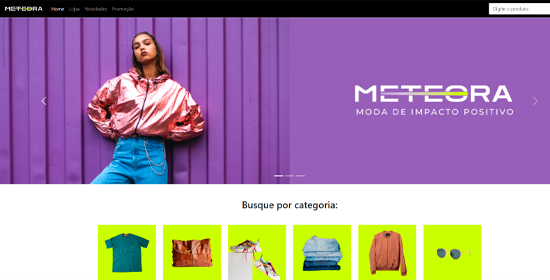 METEORA Home Lojas Novidades Promoção Digite o produto
METEORA
MODA DE IMPACTO POSITIVO
Busque por categoria: